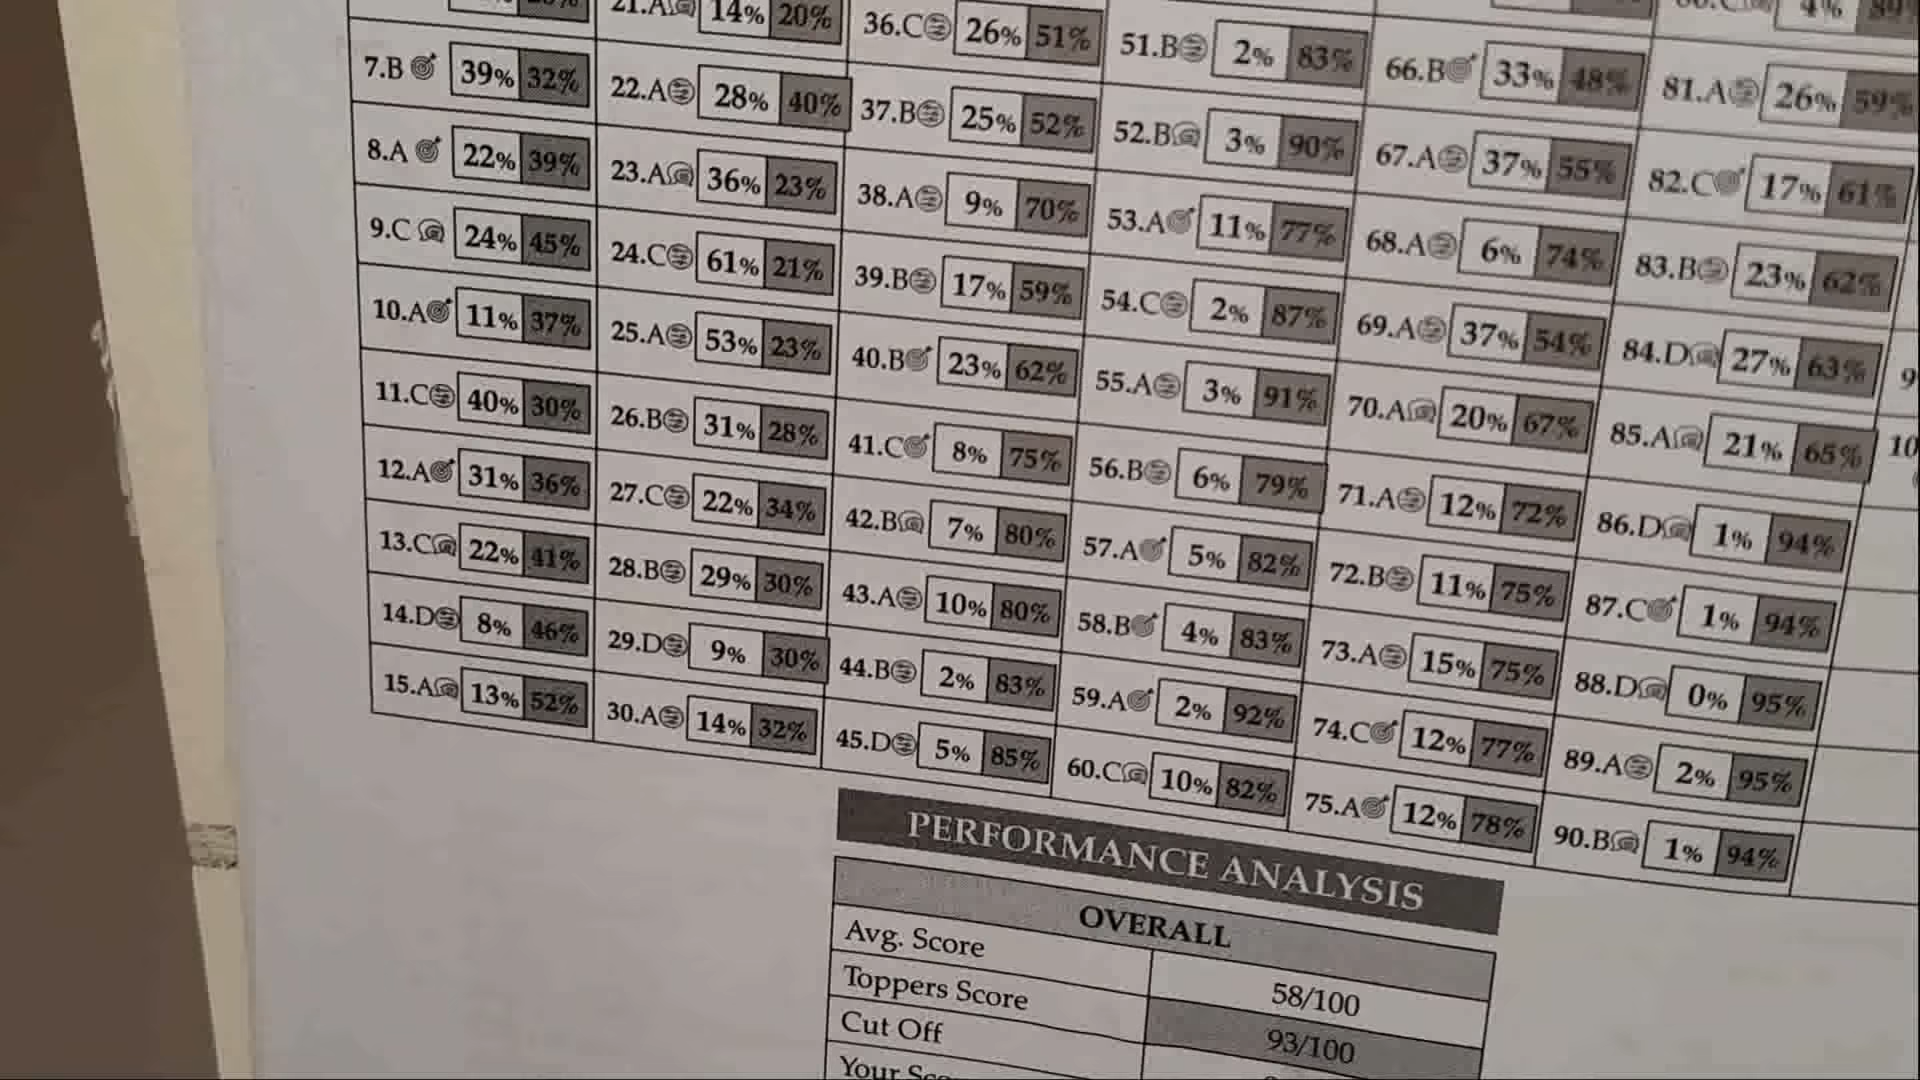 21.A 14% 20%
36.C 26% 51%
51.B 2% 83%
66.B 33% 48%
81.A 26% 59%
7.B 39% 32%
22.A 28% 40%
37.B 25% 52%
52.B 3% 90%
67.A 37% 55%
82.C 17% 61%
8.A 22% 39%
23.A 36% 23%
38.A 9% 70%
53.A 11% 77%
68.A 6% 74%
83.B 23% 62%
9.C 24% 45%
24.C 61% 21%
39.B 17% 59%
54.C 2% 87%
69.A 37% 54%
84.D 27% 63%
10.A 11% 37%
25.A 53% 23%
40.B 23% 62%
55.A 3% 91%
70.A 20% 67%
85.A 21% 65%
11.C 40% 30%
26.B 31% 28%
41.C 8% 75%
56.B 6% 79%
71.A 12% 72%
86.D 1% 94%
12.A 31% 36%
27.C 22% 34%
42.B 7% 80%
57.A 5% 82%
72.B 11% 75%
87.C 1% 94%
13.C 22% 41%
28.B 29% 30%
43.A 10% 80%
58.B 4% 83%
73.A 15% 75%
88.D 0% 95%
14.D 8% 46%
29.D 9% 30%
44.B 2% 83%
59.A 2% 92%
74.C 12% 77%
89.A 2% 95%
15.A 13% 52%
30.A 14% 32%
45.D 5% 85%
60.C 10% 82%
75.A 12% 78%
90.B 1% 94%
PERFORMANCE ANALYSIS
OVERALL
Avg. Score 58/100
Toppers Score 93/100
Cut Off
Your